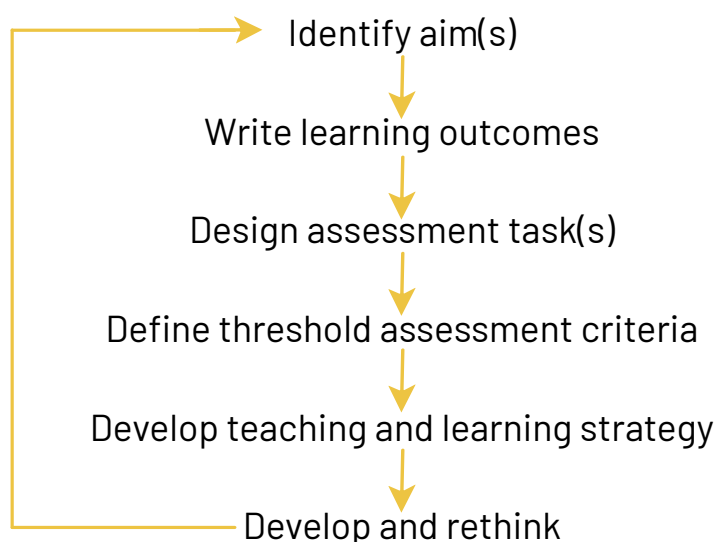 Identify aim(s)
Write learning outcomes
Design assessment task(s)
Define threshold assessment criteria
Develop teaching and learning strategy
Develop and rethink